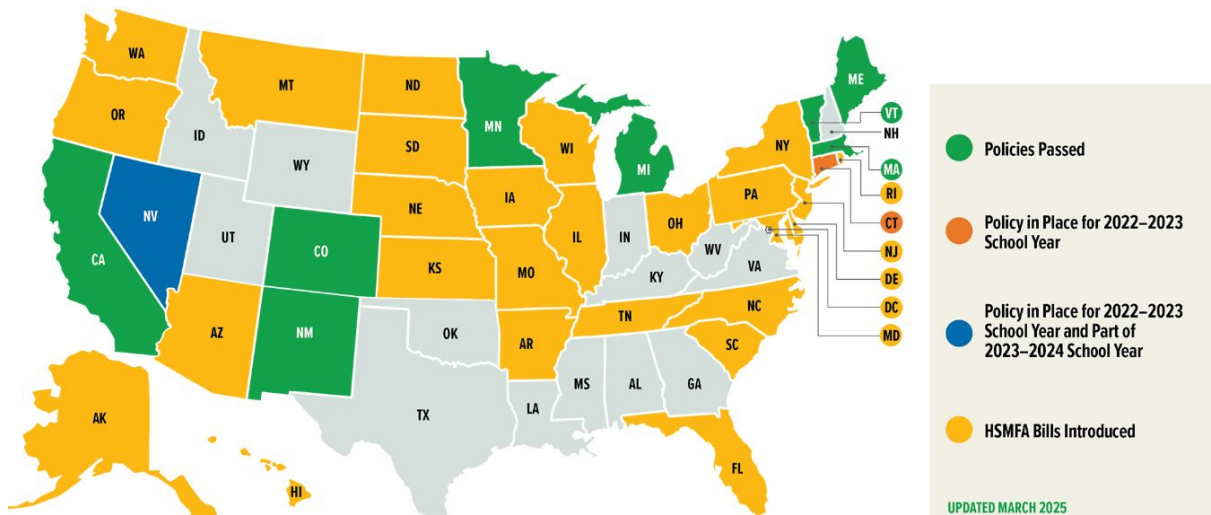 WA
MT
ND
OR
ID
MN
SD
WI
WY
NE
IA
MI
NY
ME
VT
NH
MA
RI
CT
NJ
DE
DC
MD
NV
UT
CA
CO
KS
MO
IL
IN
OH
PA
WV
VA
KY
AZ
NM
OK
AR
TN
NC
SC
TX
LA
MS
AL
GA
FL
AK
HI
Policies Passed
Policy in Place for 2022–2023
School Year
Policy in Place for 2022–2023
School Year and Part of
2023–2024 School Year
HSMFA Bills Introduced
UPDATED MARCH 2025